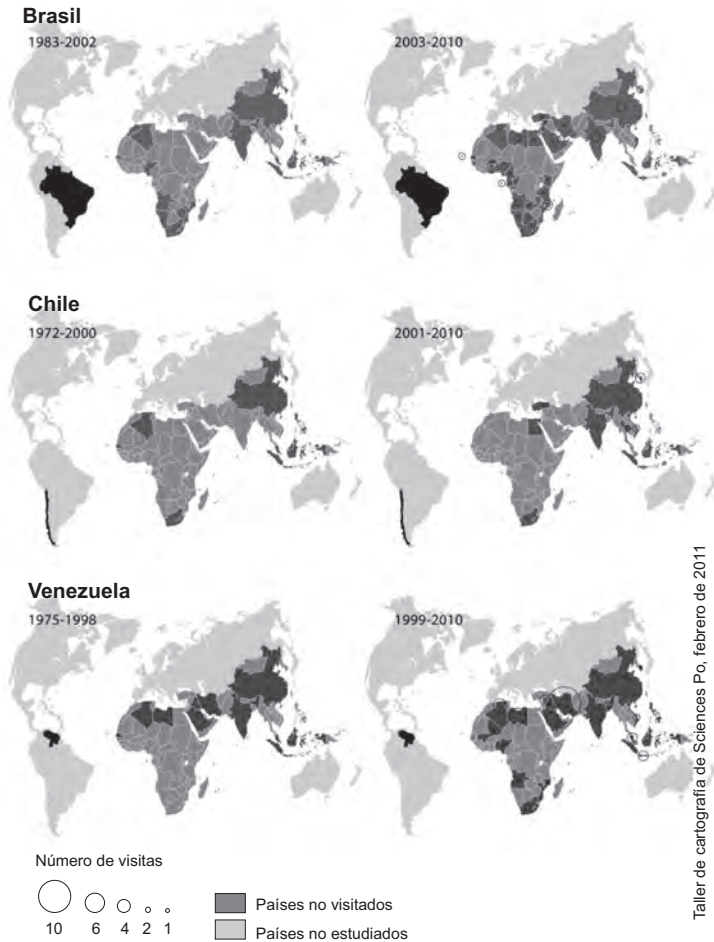 Brasil
1983-2002
2003-2010
Chile
1972-2000
2001-2010
Venezuela
1975-1998
1999-2010
Número de visitas
10 6 4 2 1
Países no visitados
Países no estudiados
Taller de cartografía de Sciences Po, febrero de 2011